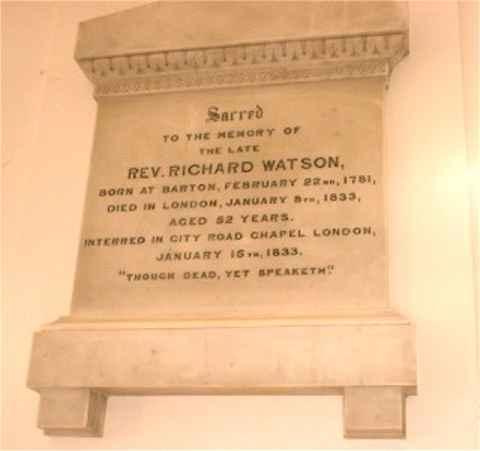 Sacred
TO THE MEMORY OF
THE LATE
REV. RICHARD WATSON,
BORN AT BARTON, FEBRUARY 22ND, 1781,
DIED IN LONDON, JANUARY 8TH, 1833,
AGED 52 YEARS.
INTERRED IN CITY ROAD CHAPEL LONDON,
JANUARY 15TH, 1833.
"THOUGH DEAD, YET SPEAKETH."